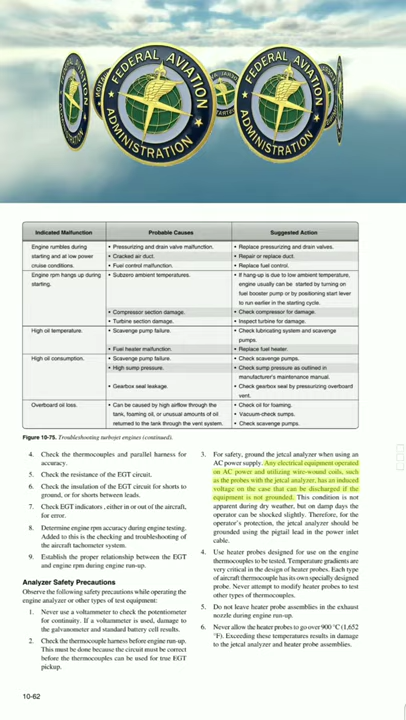 FEDERAL AVIATION
ADMINISTRATION
FEDERAL AVIATION
ADMINISTRATION
Indicated Malfunction Probable Causes Suggested Action
Engine rumbles during starting and at low power cruise conditions.
• Pressurizing and drain valve malfunction. • Replace pressurizing and drain valves.
• Cracked air duct. • Repair or replace duct.
• Fuel control malfunction. • Replace fuel control.
Engine rpm hangs up during starting.
• Subzero ambient temperatures. • If hang-up is due to low ambient temperature,
engine usually can be started by turning on
fuel booster pump or by positioning start lever
to run earlier in the starting cycle.
• Compressor section damage. • Check compressor for damage.
• Turbine section damage. • Inspect turbine for damage.
High oil temperature. • Scavenge pump failure. • Check lubricating system and scavenge
pumps.
• Fuel heater malfunction. • Replace fuel heater.
High oil consumption. • Scavenge pump failure. • Check scavenge pumps.
• High sump pressure. • Check sump pressure as outlined in
manufacturer's maintenance manual.
• Gearbox seal leakage. • Check gearbox seal by pressurizing overboard
vent.
Overboard oil loss. • Can be caused by high airflow through the • Check oil for foaming.
tank, foaming oil, or unusual amounts of oil • Vacuum-check sumps.
returned to the tank through the vent system. • Check scavenge pumps.
Figure 10-75. Troubleshooting turbojet engines (continued).
4. Check the thermocouples and parallel harness for
accuracy.
5. Check the resistance of the EGT circuit.
6. Check the insulation of the EGT circuit for shorts to
ground, or for shorts between leads.
7. Check EGT indicators, either in or out of the aircraft,
for error.
8. Determine engine rpm accuracy during engine testing.
Added to this is the checking and troubleshooting of
the aircraft tachometer system.
9. Establish the proper relationship between the EGT
and engine rpm during engine run-up.
Analyzer Safety Precautions
Observe the following safety precautions while operating the
engine analyzer or other types of test equipment:
1. Never use a voltammeter to check the potentiometer
for continuity. If a voltameter is used, damage to
the galvanometer and standard battery cell results.
2. Check the thermocouple harness before engine run-up.
This must be done because the circuit must be correct
before the thermocouples can be used for true EGT
pickup.
3. For safety, ground the jetcal analyzer when using an
AC power supply. Any electrical equipment operated
on AC power and utilizing wire-wound coils, such
as the probes with the jetcal analyzer, has an induced
voltage on the case that can be discharged if the
equipment is not grounded. This condition is not
apparent during dry weather, but on damp days the
operator can be shocked slightly. Therefore, for the
operator's protection, the jetcal analyzer should be
grounded using the pigtail lead in the power inlet
cable.
4. Use heater probes designed for use on the engine
thermocouples to be tested. Temperature gradients are
very critical in the design of heater probes. Each type
of aircraft thermocouple has its own specially designed
probe. Never attempt to modify heater probes to test
other types of thermocouples.
5. Do not leave heater probe assemblies in the exhaust
nozzle during engine run-up.
6. Never allow the heater probes to go over 900 °C (1,652
°F). Exceeding these temperatures results in damage
to the jetcal analyzer and heater probe assemblies.
10-62